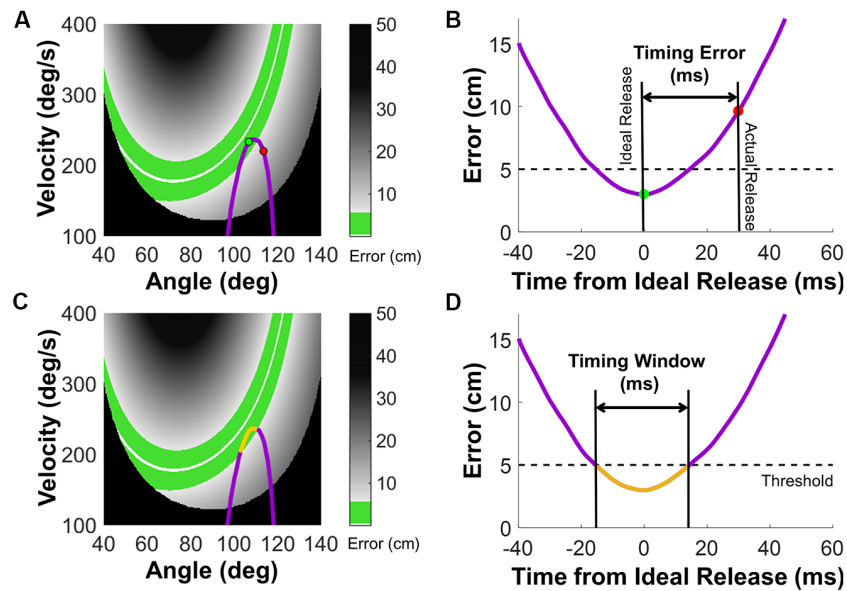 A
Velocity (deg/s)
400
300
200
100
40 60 80 100 120 140
Angle (deg)
50
40
30
20
10
Error (cm)
B
Error (cm)
15
10
5
0
Timing Error
(ms)
Ideal Release
Actual Release
-40 -20 0 20 40 60
Time from Ideal Release (ms)
C
Velocity (deg/s)
400
300
200
100
40 60 80 100 120 140
Angle (deg)
50
40
30
20
10
Error (cm)
D
Error (cm)
15
10
5
0
Timing Window
(ms)
Threshold
-40 -20 0 20 40 60
Time from Ideal Release (ms)